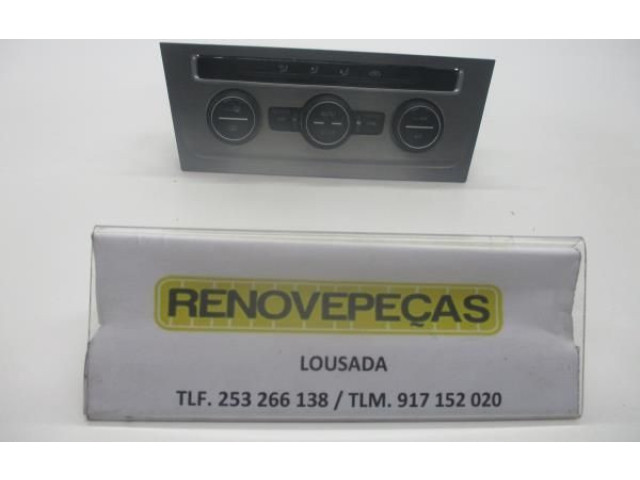 RENOVEPEÇAS
LOUSADA
TLF. 253 266 138 / TLM. 917 152 020